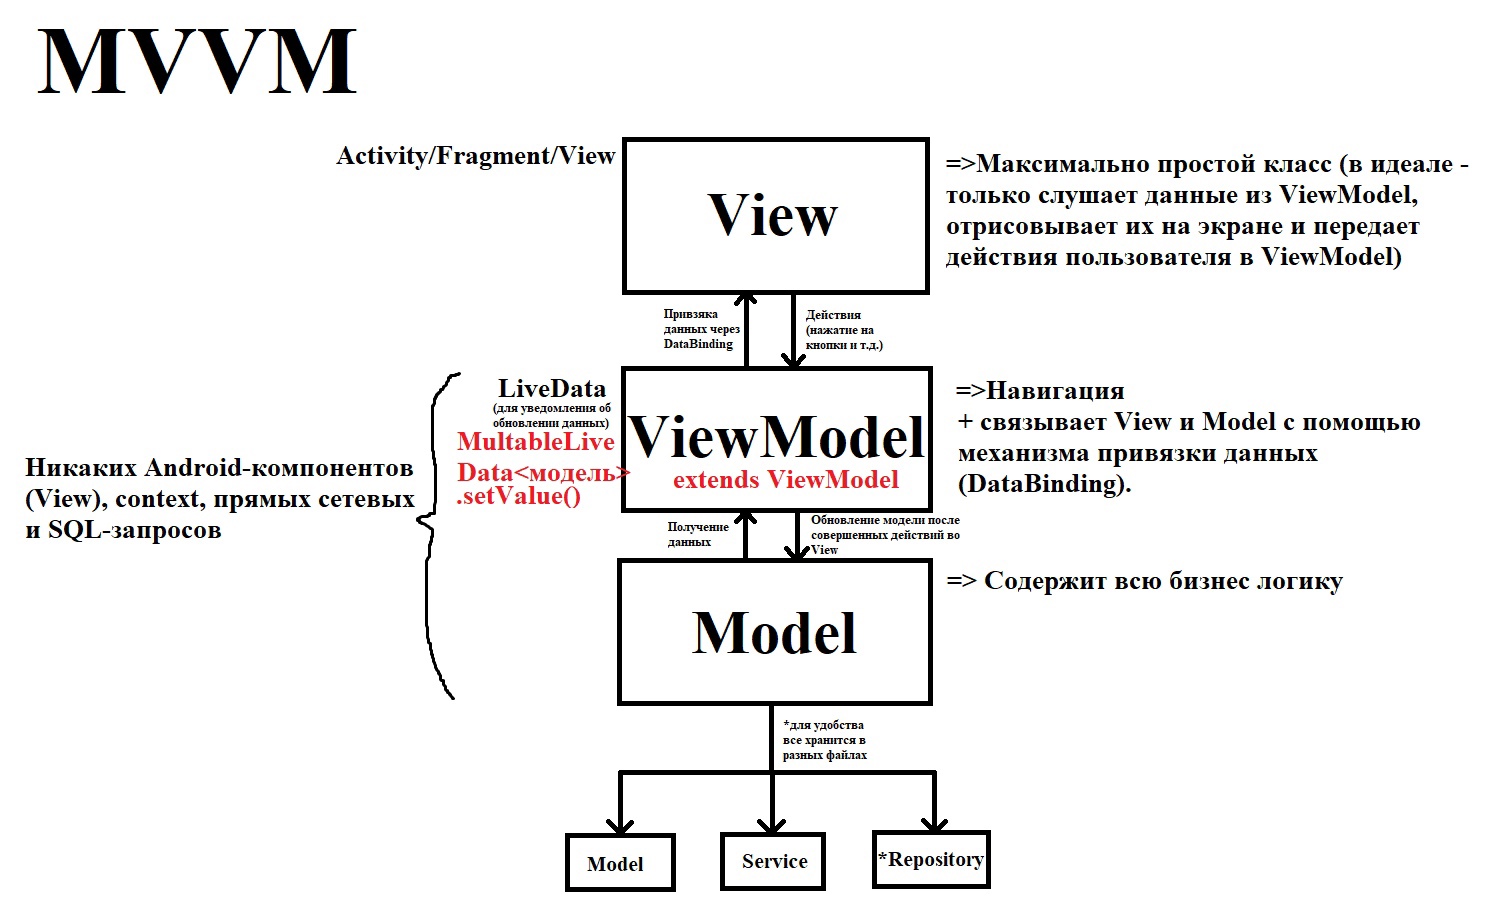 MVVM
Activity/Fragment/View
View
=>Максимально простой класс (в идеале -
только слушает данные из ViewModel,
отрисовывает их на экране и передает
действия пользователя в ViewModel)
Привзяка
данных через
DataBinding
Действия
(нажатие на
кнопки и т.д.)
LiveData
(для уведомления об
обновлении данных)
MultableLive
Data<модель>
.setValue()
ViewModel
extends ViewModel
=>Навигация
+ связывает View и Model с помощью
механизма привязки данных
(DataBinding).
Никаких Android-компонентов
(View), context, прямых сетевых
и SQL-запросов
Получение
данных
Обновление модели после
совершенных действий во
View
Model
=> Содержит всю бизнес логику
*для удобства
все хранится в
разных файлах
Model
Service
*Repository